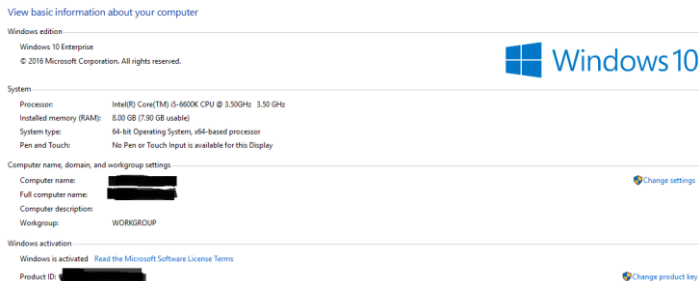 View basic information about your computer
Windows edition
Windows 10 Enterprise
© 2016 Microsoft Corporation. All rights reserved.
Windows 10
System
Processor: Intel(R) Core(TM) i5-6600K CPU @ 3.50GHz 3.50 GHz
Installed memory (RAM): 8.00 GB (7.90 GB usable)
System type: 64-bit Operating System, x64-based processor
Pen and Touch: No Pen or Touch Input is available for this Display
Computer name, domain, and workgroup settings
Computer name: Change settings
Full computer name:
Computer description:
Workgroup: WORKGROUP
Windows activation
Windows is activated Read the Microsoft Software License Terms
Product ID: Change product key